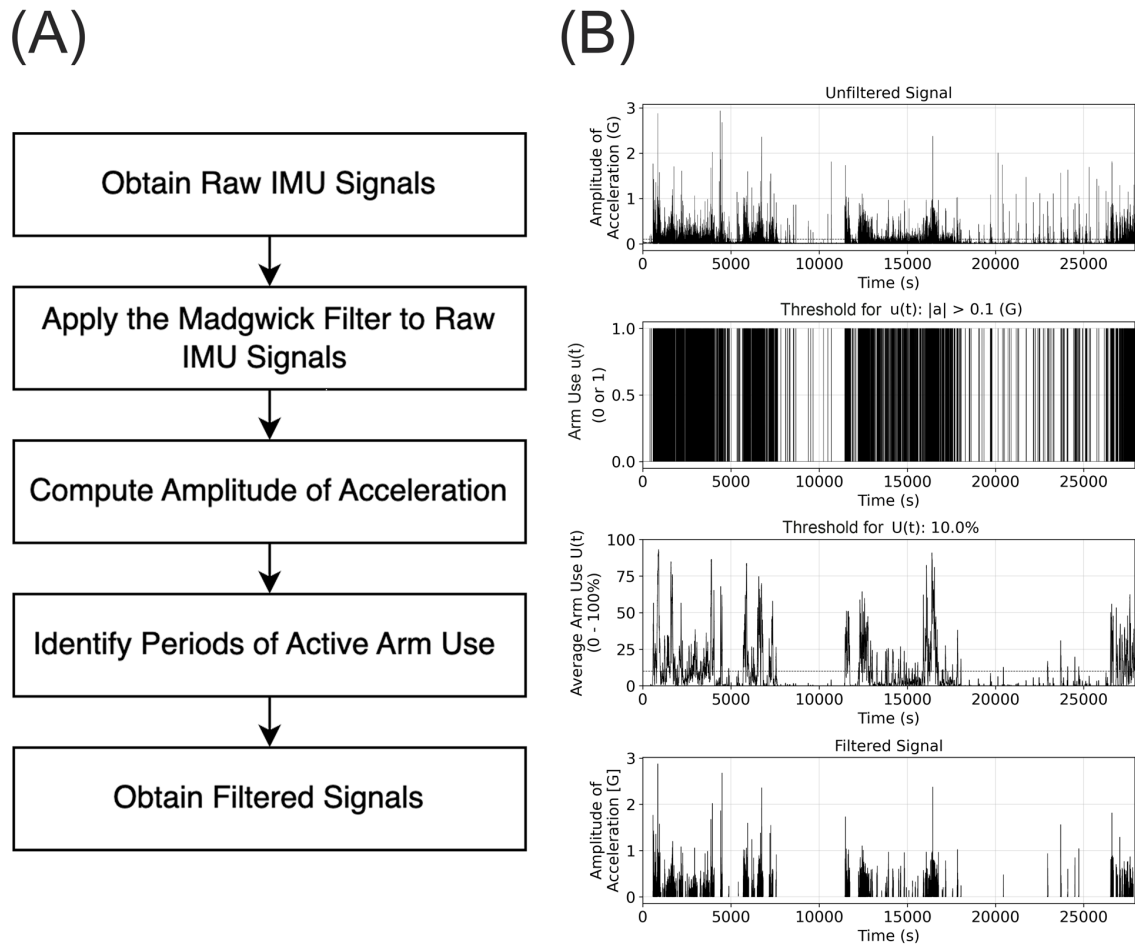 (A)
Obtain Raw IMU Signals
Apply the Madgwick Filter to Raw
IMU Signals
Compute Amplitude of Acceleration
Identify Periods of Active Arm Use
Obtain Filtered Signals
(B)
Unfiltered Signal
Amplitude of
Acceleration (G)
3
2
1
0
0 5000 10000 15000 20000 25000
Time (s)
Threshold for u(t): |a| > 0.1 (G)
Arm Use u(t)
(0 or 1)
1.0
0.5
0.0
0 5000 10000 15000 20000 25000
Time (s)
Threshold for U(t): 10.0%
Average Arm Use U(t)
(0 - 100%)
100
75
50
25
0
0 5000 10000 15000 20000 25000
Time (s)
Filtered Signal
Amplitude of
Acceleration [G]
3
2
1
0
0 5000 10000 15000 20000 25000
Time (s)